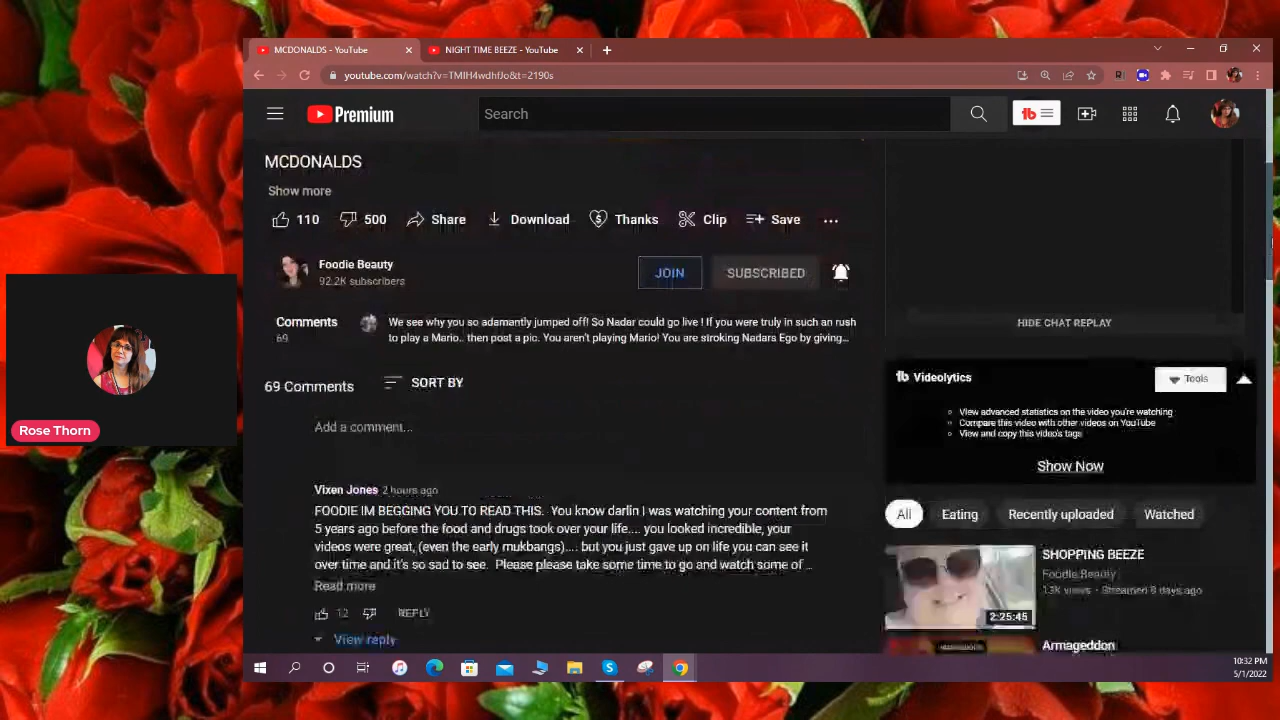 MCDONALDS - YouTube
NIGHT TIME BEEZE - YouTube
youtube.com/watch?v=TMIH4wdhfJo&t=2190s
Premium
Search
tb
MCDONALDS
Show more
110
500
Share
Download
Thanks
Clip
Save
Foodie Beauty
92.2K subscribers
JOIN
SUBSCRIBED
Comments
69
We see why you so adamantly jumped off! So Nadar could go live ! If you were truly in such an rush
to play a Mario.. then post a pic. You aren't playing Mario! You are stroking Nadars Ego by giving...
69 Comments
SORT BY
Add a comment...
Vixen Jones 2 hours ago
FOODIE IM BEGGING YOU TO READ THIS. You know darlin I was watching your content from
5 years ago before the food and drugs took over your life.... you looked incredible, your
videos were great, (even the early mukbangs).... but you just gave up on life you can see it
over time and it's so sad to see. Please please take some time to go and watch some of ...
Read more
12
REPLY
View reply
HIDE CHAT REPLAY
tb Videolytics
Tools
View advanced statistics on the video you're watching
Compare this video with other videos on YouTube
View and copy this video's tags
Show Now
All
Eating
Recently uploaded
Watched
SHOPPING BEEZE
Foodie Beauty
13K views • Streamed 8 days ago
2:25:45
Armageddon
Rose Thorn
10:32 PM
5/1/2022